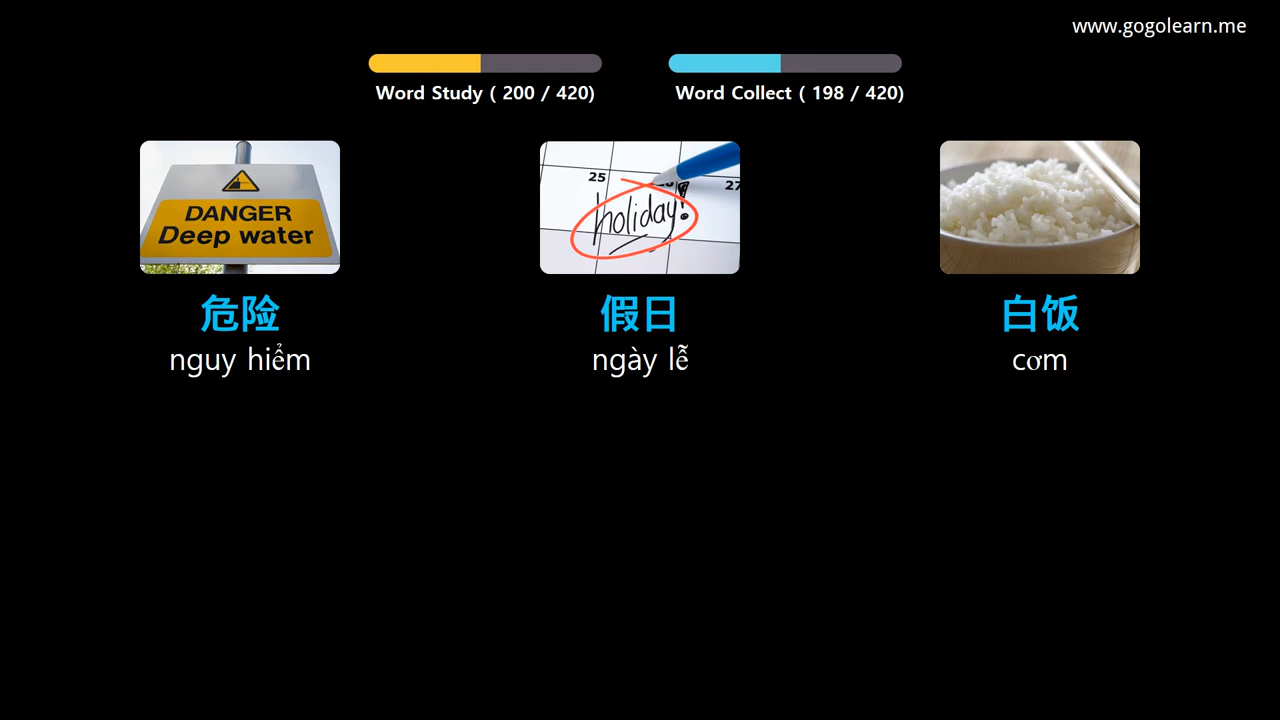 www.gogolearn.me
Word Study ( 200 / 420)
Word Collect ( 198 / 420)
DANGER
Deep water
25
27
holiday!
危险
假日
白饭
nguy hiểm
ngày lễ
cơm